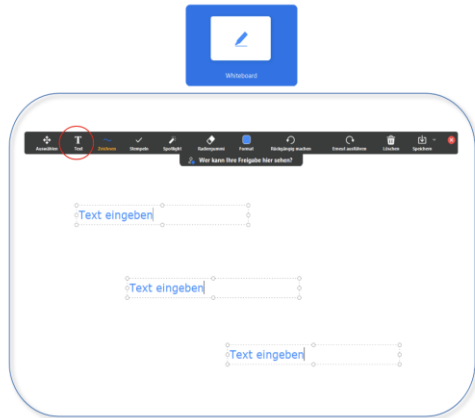 Whiteboard
Auswählen Text Zeichnen Stempeln Spotlight Radiergummi Format Rückgängig machen Erneut ausführen Löschen Speichern
Wer kann Ihre Freigabe hier sehen?
Text eingeben
Text eingeben
Text eingeben